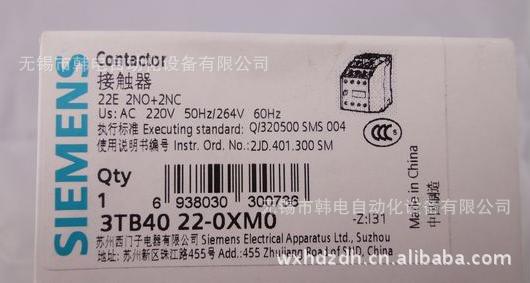 SIEMENS
Contactor
无锡市韩电自动化设备有限公司
接触器
22E 2NO+2NC
Us: AC 220V 50Hz/264V 60Hz
执行标准 Executing standard: Q/320500 SMS 004
使用说明书编号 Instr. Ord. No.:2JD.401.300 SM
Qty
1
6 938030 300736
无锡市韩电自动化设备有限公司
3TB40 22-0XM0
-Z:I31
苏州西门子电器有限公司 Siemens Electrical Apparatus Ltd., Suzhou
地址: 苏州新区珠江路455号 Add.:455 Zhujiang Road of SND, China
Made in China
中国制造
CCC
S
wxhdzdh.cn.alibaba.com